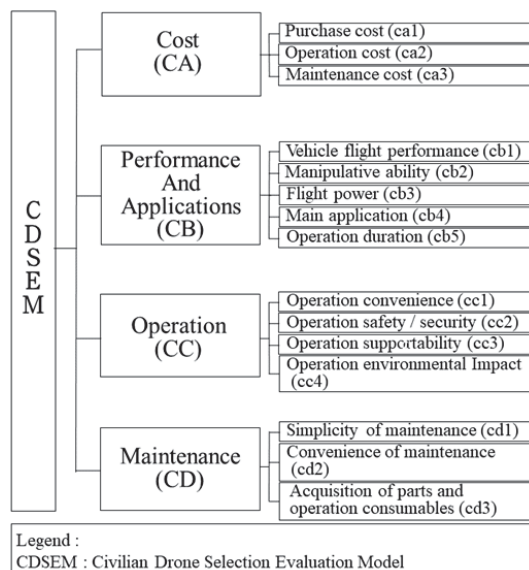 CDSEM
Cost
(CA)
Purchase cost (ca1)
Operation cost (ca2)
Maintenance cost (ca3)
Performance
And
Applications
(CB)
Vehicle flight performance (cb1)
Manipulative ability (cb2)
Flight power (cb3)
Main application (cb4)
Operation duration (cb5)
Operation
(CC)
Operation convenience (cc1)
Operation safety / security (cc2)
Operation supportability (cc3)
Operation environmental Impact
(cc4)
Maintenance
(CD)
Simplicity of maintenance (cd1)
Convenience of maintenance
(cd2)
Acquisition of parts and
operation consumables (cd3)
Legend :
CDSEM : Civilian Drone Selection Evaluation Model